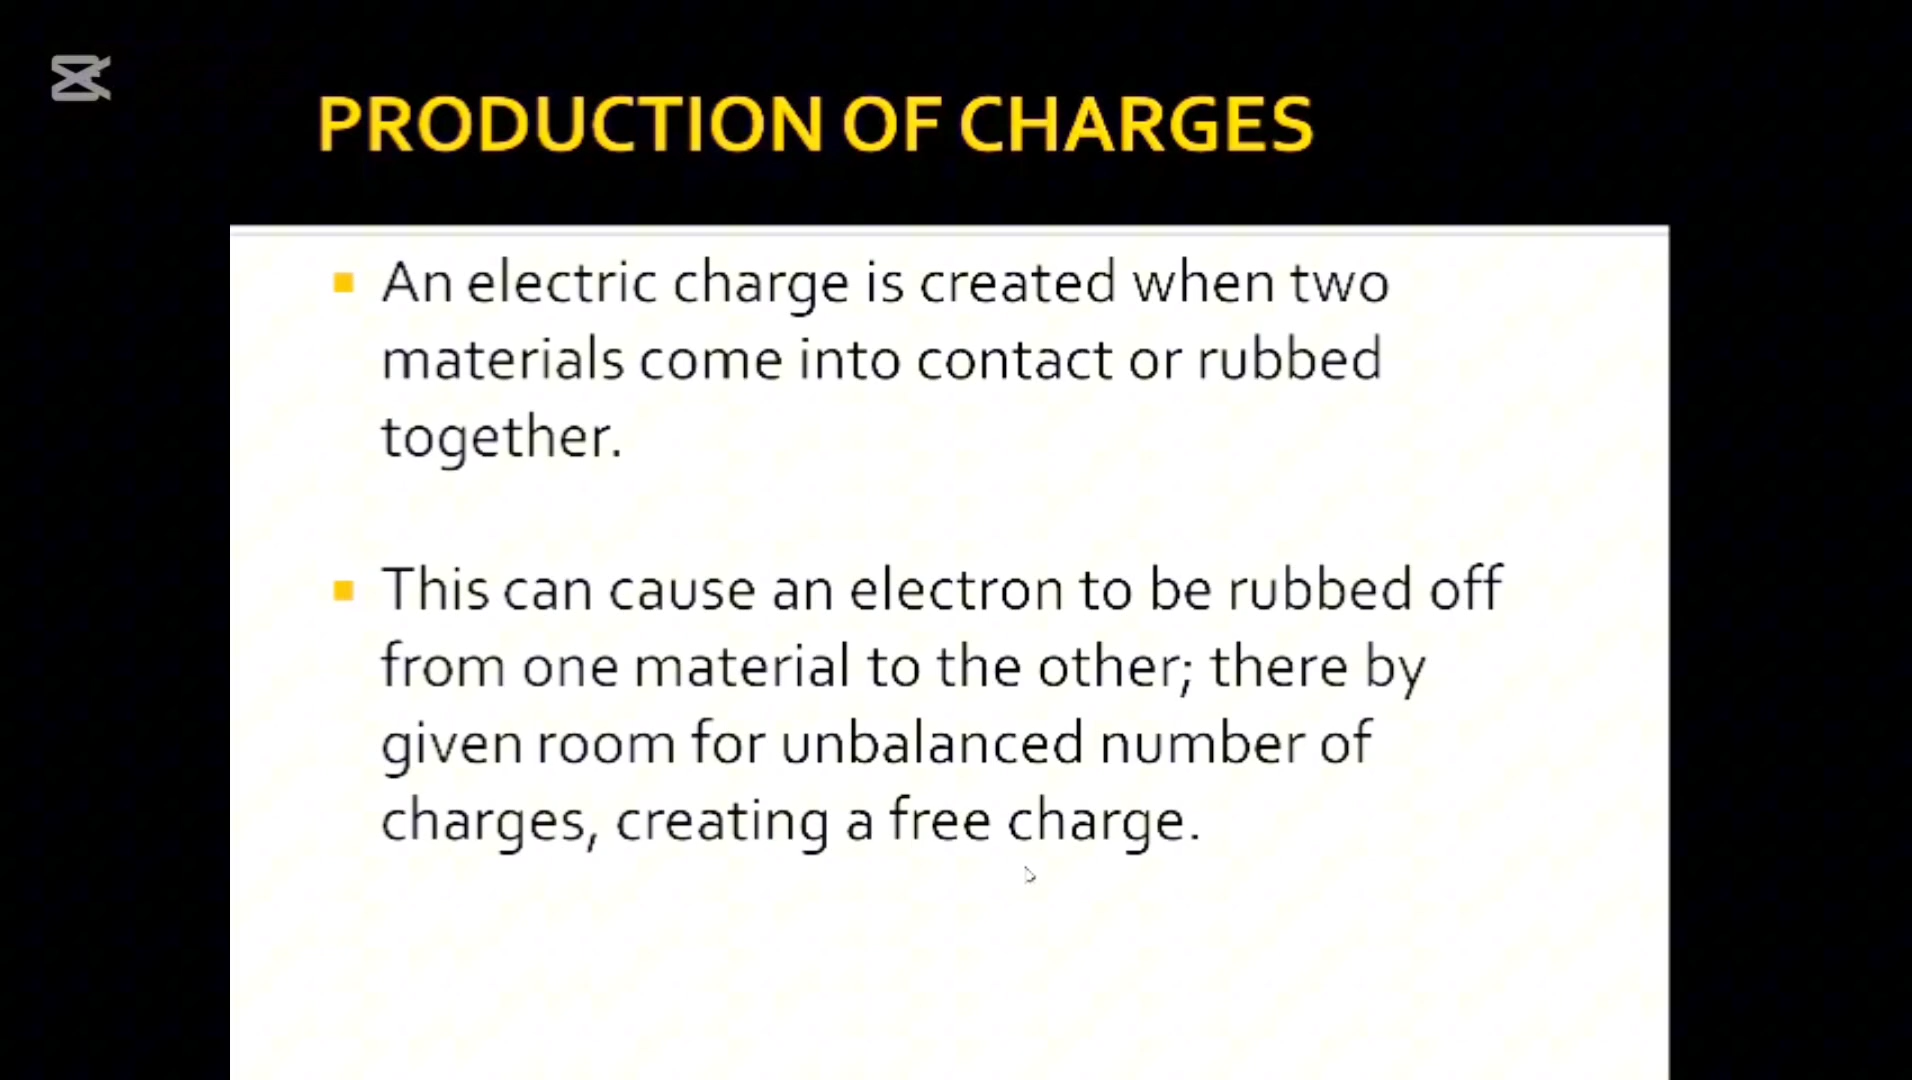 PRODUCTION OF CHARGES
An electric charge is created when two
materials come into contact or rubbed
together.
This can cause an electron to be rubbed off
from one material to the other; there by
given room for unbalanced number of
charges, creating a free charge.